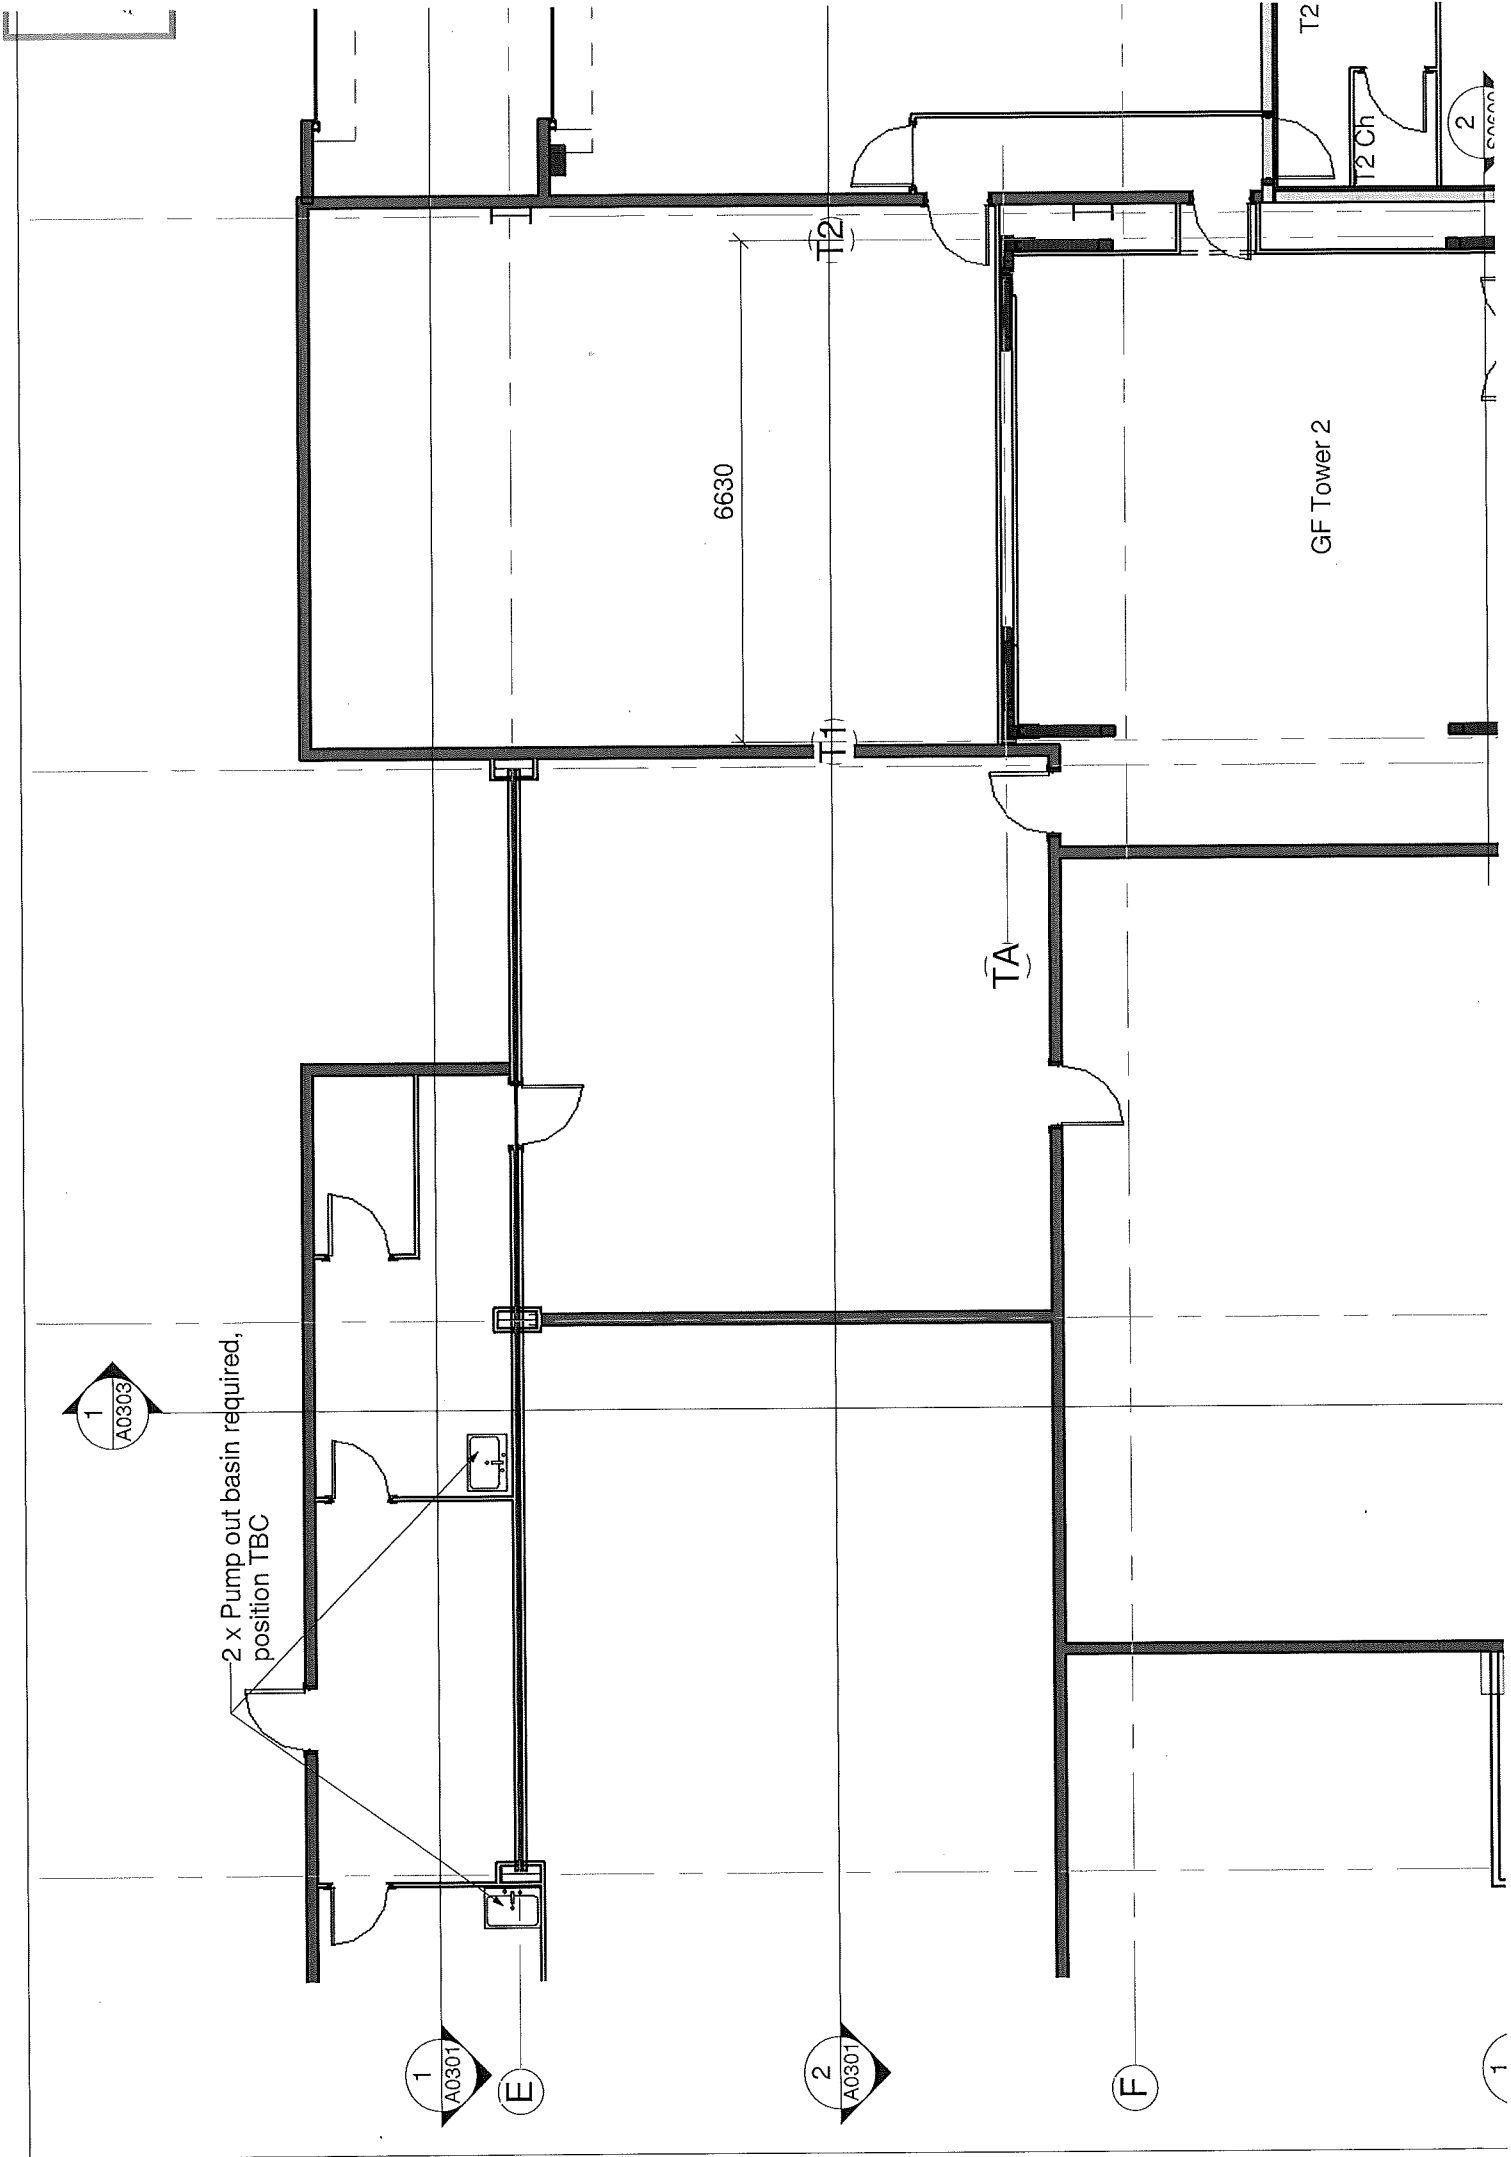 2 x Pump out basin required,
position TBC
1
A0303
1
A0301
E
2
A0301
F
1
TA
T1
T2
6630
GF Tower 2
T2
T2 Ch
2